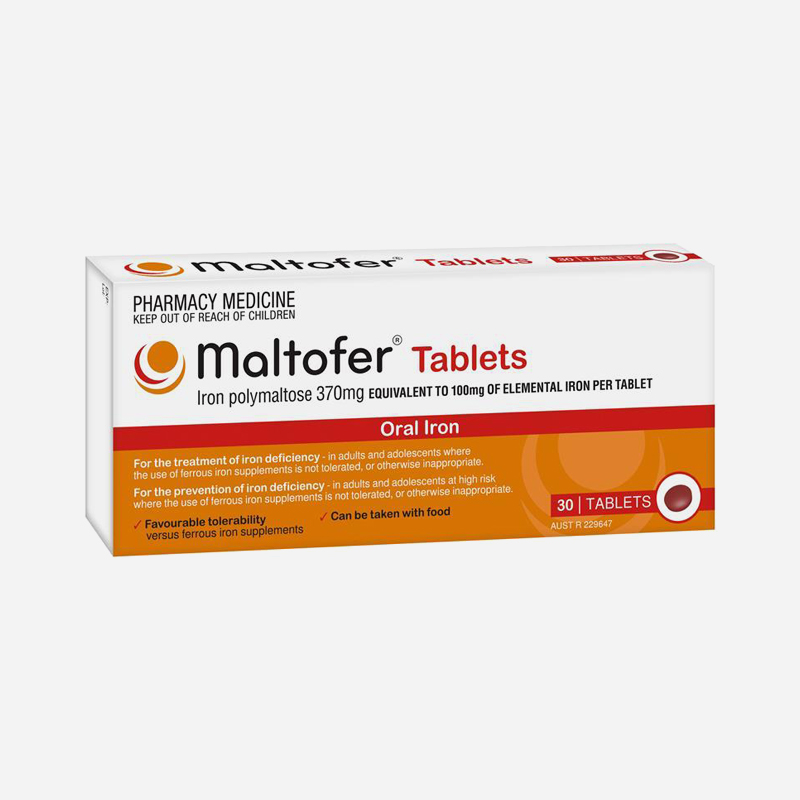 maltofer® Tablets 30 | TABLETS
PHARMACY MEDICINE
KEEP OUT OF REACH OF CHILDREN
maltofer® Tablets
Iron polymaltose 370mg EQUIVALENT TO 100mg OF ELEMENTAL IRON PER TABLET
Oral Iron
For the treatment of iron deficiency - in adults and adolescents where
the use of ferrous iron supplements is not tolerated, or otherwise inappropriate.
For the prevention of iron deficiency - in adults and adolescents at high risk
where the use of ferrous iron supplements is not tolerated, or otherwise inappropriate.
✓ Favourable tolerability
versus ferrous iron supplements
✓ Can be taken with food
30 | TABLETS
AUST R 229647